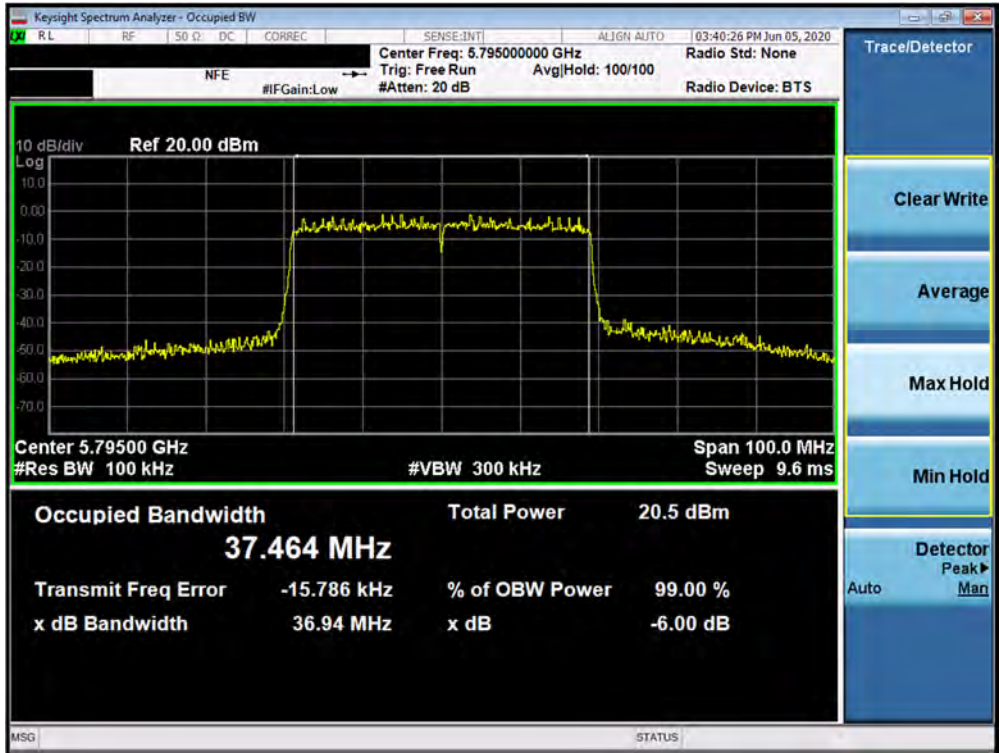 Keysight Spectrum Analyzer - Occupied BW
LXI RL RF 50 Ω DC CORREC SENSE:INT ALIGN AUTO 03:40:26 PM Jun 05, 2020
Center Freq: 5.795000000 GHz Radio Std: None
NFE Trig: Free Run Avg|Hold: 100/100
#IFGain:Low #Atten: 20 dB Radio Device: BTS
10 dB/div Ref 20.00 dBm
Log
10.0
0.00
-10.0
-20.0
-30.0
-40.0
-50.0
-60.0
-70.0
Center 5.79500 GHz Span 100.0 MHz
#Res BW 100 kHz #VBW 300 kHz Sweep 9.6 ms
Occupied Bandwidth Total Power 20.5 dBm
37.464 MHz
Transmit Freq Error -15.786 kHz % of OBW Power 99.00 %
x dB Bandwidth 36.94 MHz x dB -6.00 dB
MSG STATUS
Trace/Detector
Clear Write
Average
Max Hold
Min Hold
Detector
Peak▶
Auto Man